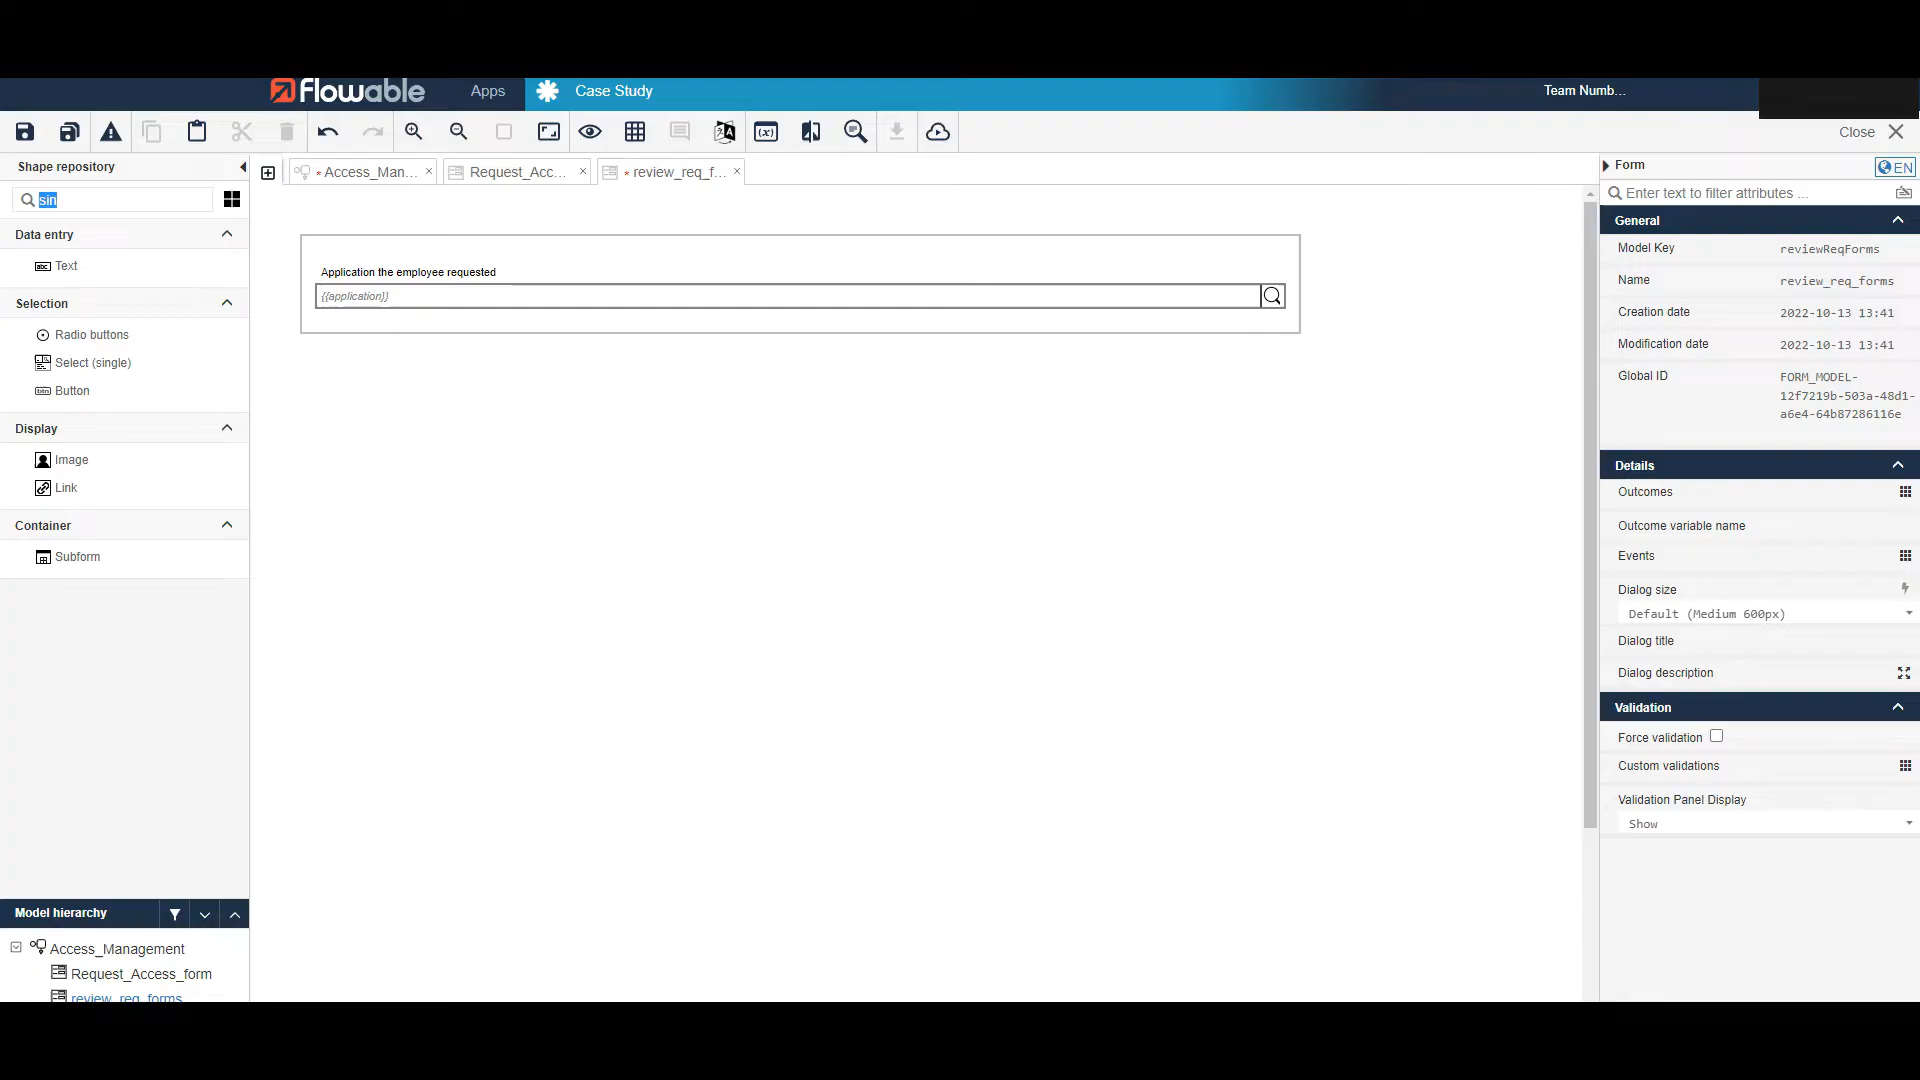 flowable
Apps
Case Study
Team Numb...
Close
Shape repository
sin
Data entry
Text
Selection
Radio buttons
Select (single)
Button
Display
Image
Link
Container
Subform
Model hierarchy
Access_Management
Request_Access_form
review_req_forms
* Access_Man... ×
Request_Acc... ×
* review_req_f... ×
Application the employee requested
{{application}}
Form
EN
Enter text to filter attributes ...
General
Model Key reviewReqForms
Name review_req_forms
Creation date 2022-10-13 13:41
Modification date 2022-10-13 13:41
Global ID FORM_MODEL-
12f7219b-503a-48d1-
a6e4-64b87286116e
Details
Outcomes
Outcome variable name
Events
Dialog size
Default (Medium 600px)
Dialog title
Dialog description
Validation
Force validation
Custom validations
Validation Panel Display
Show